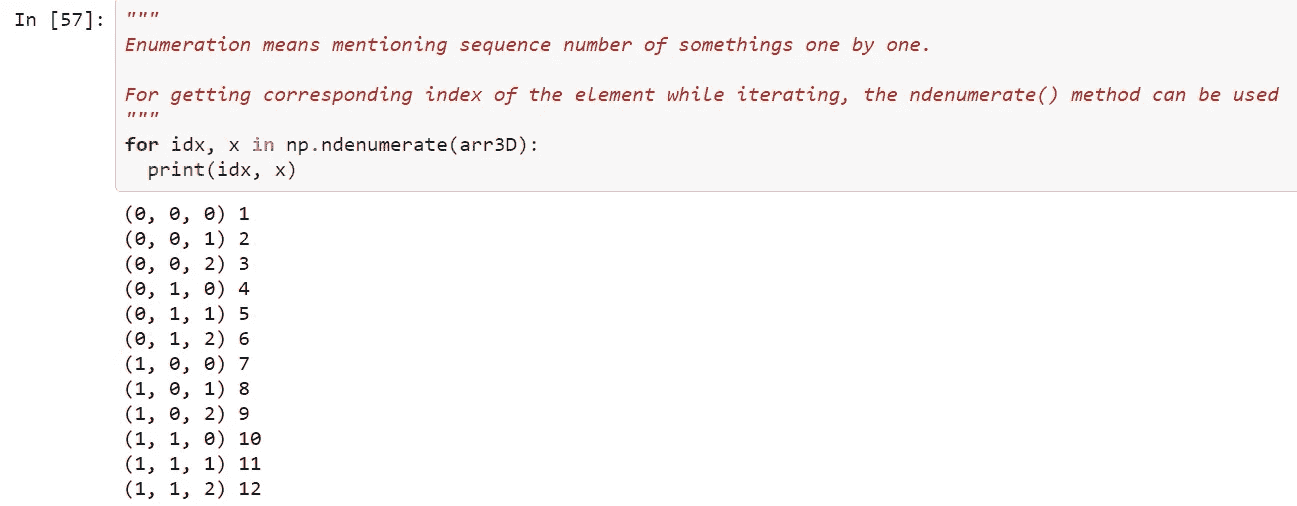 In [57]: """
Enumeration means mentioning sequence number of somethings one by one.
For getting corresponding index of the element while iterating, the ndenumerate() method can be used
"""
for idx, x in np.ndenumerate(arr3D):
  print(idx, x)
(0, 0, 0) 1
(0, 0, 1) 2
(0, 0, 2) 3
(0, 1, 0) 4
(0, 1, 1) 5
(0, 1, 2) 6
(1, 0, 0) 7
(1, 0, 1) 8
(1, 0, 2) 9
(1, 1, 0) 10
(1, 1, 1) 11
(1, 1, 2) 12